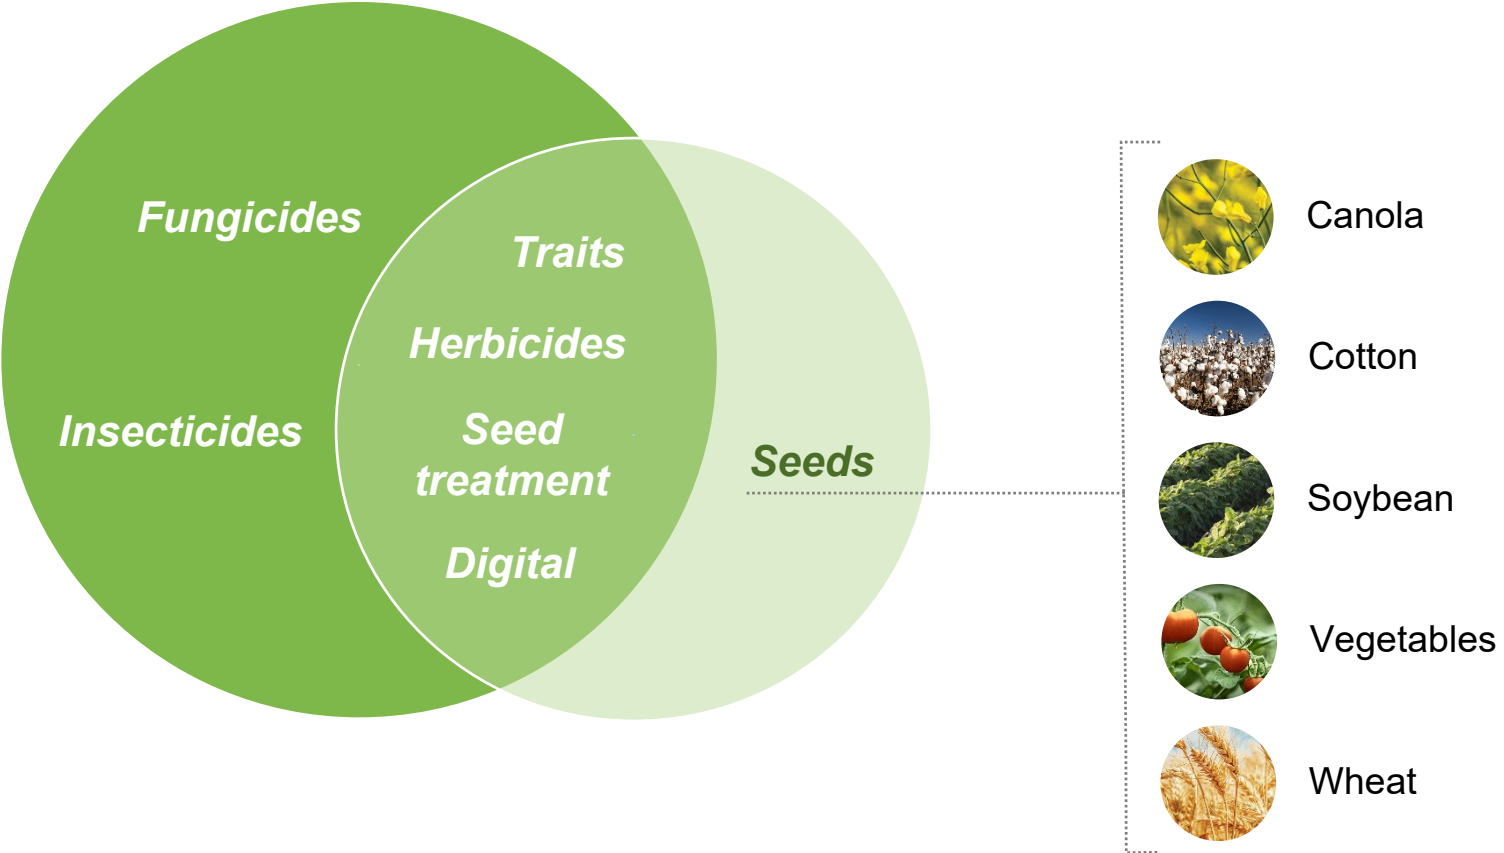 Fungicides
Insecticides
Traits
Herbicides
Seed
treatment
Digital
Seeds
Canola
Cotton
Soybean
Vegetables
Wheat